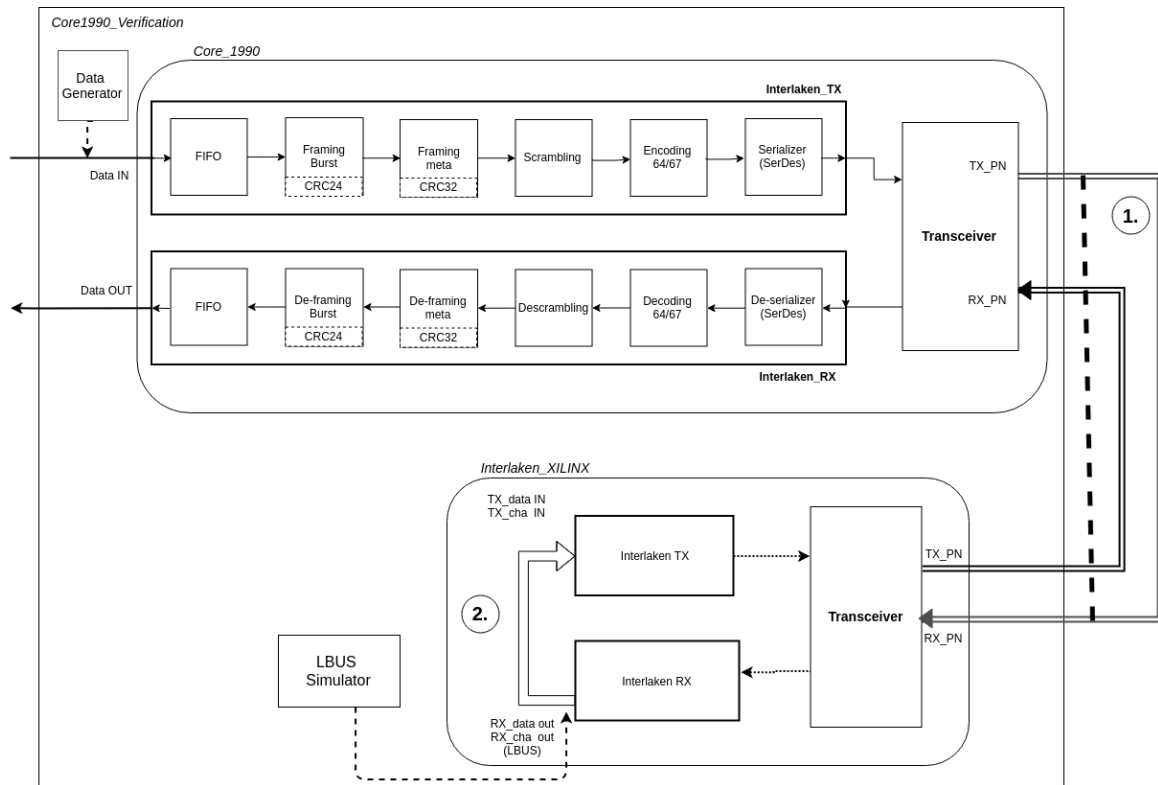 Core1990_Verification
Core_1990
Data
Generator
Data IN
Interlaken_TX
FIFO
Framing
Burst
CRC24
Framing
meta
CRC32
Scrambling
Encoding
64/67
Serializer
(SerDes)
Transceiver
TX_PN
RX_PN
1.
Data OUT
FIFO
De-framing
Burst
CRC24
De-framing
meta
CRC32
Descrambling
Decoding
64/67
De-serializer
(SerDes)
Interlaken_RX
Interlaken_XILINX
TX_data IN
TX_cha IN
Interlaken TX
Transceiver
TX_PN
RX_PN
2.
Interlaken RX
LBUS
Simulator
RX_data out
RX_cha out
(LBUS)